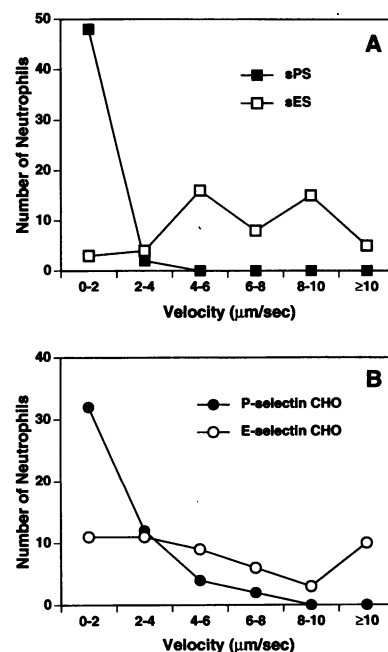 A
50
40
30
20
10
0
Number of Neutrophils
sPS
sES
0-2 2-4 4-6 6-8 8-10 ≥10
Velocity (μm/sec)
B
40
30
20
10
0
Number of Neutrophils
P-selectin CHO
E-selectin CHO
0-2 2-4 4-6 6-8 8-10 ≥10
Velocity (μm/sec)